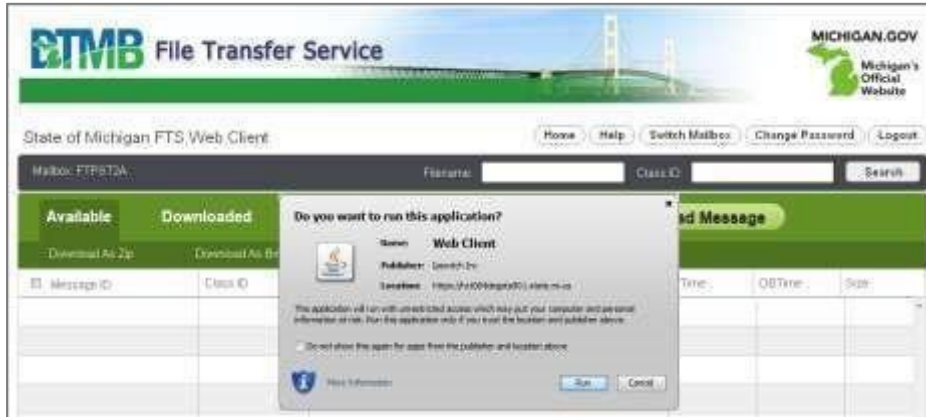 DTMB File Transfer Service
MICHIGAN.GOV
Michigan's
Official
Website
State of Michigan FTS Web Client
Home Help Switch Mailbox Change Password Logout
Filename: Class ID: Search
Available Downloaded ad Message
Download As Zip Download As
Message ID Class ID Time OBTime Size
Do you want to run this application?
Name: Web Client
Publisher:
Location:
This application will run with unrestricted access which may put your computer and personal
information at risk. Run this application only if you trust the location and publisher above.
Do not show this again for apps from the publisher and location above
More Information Run Cancel